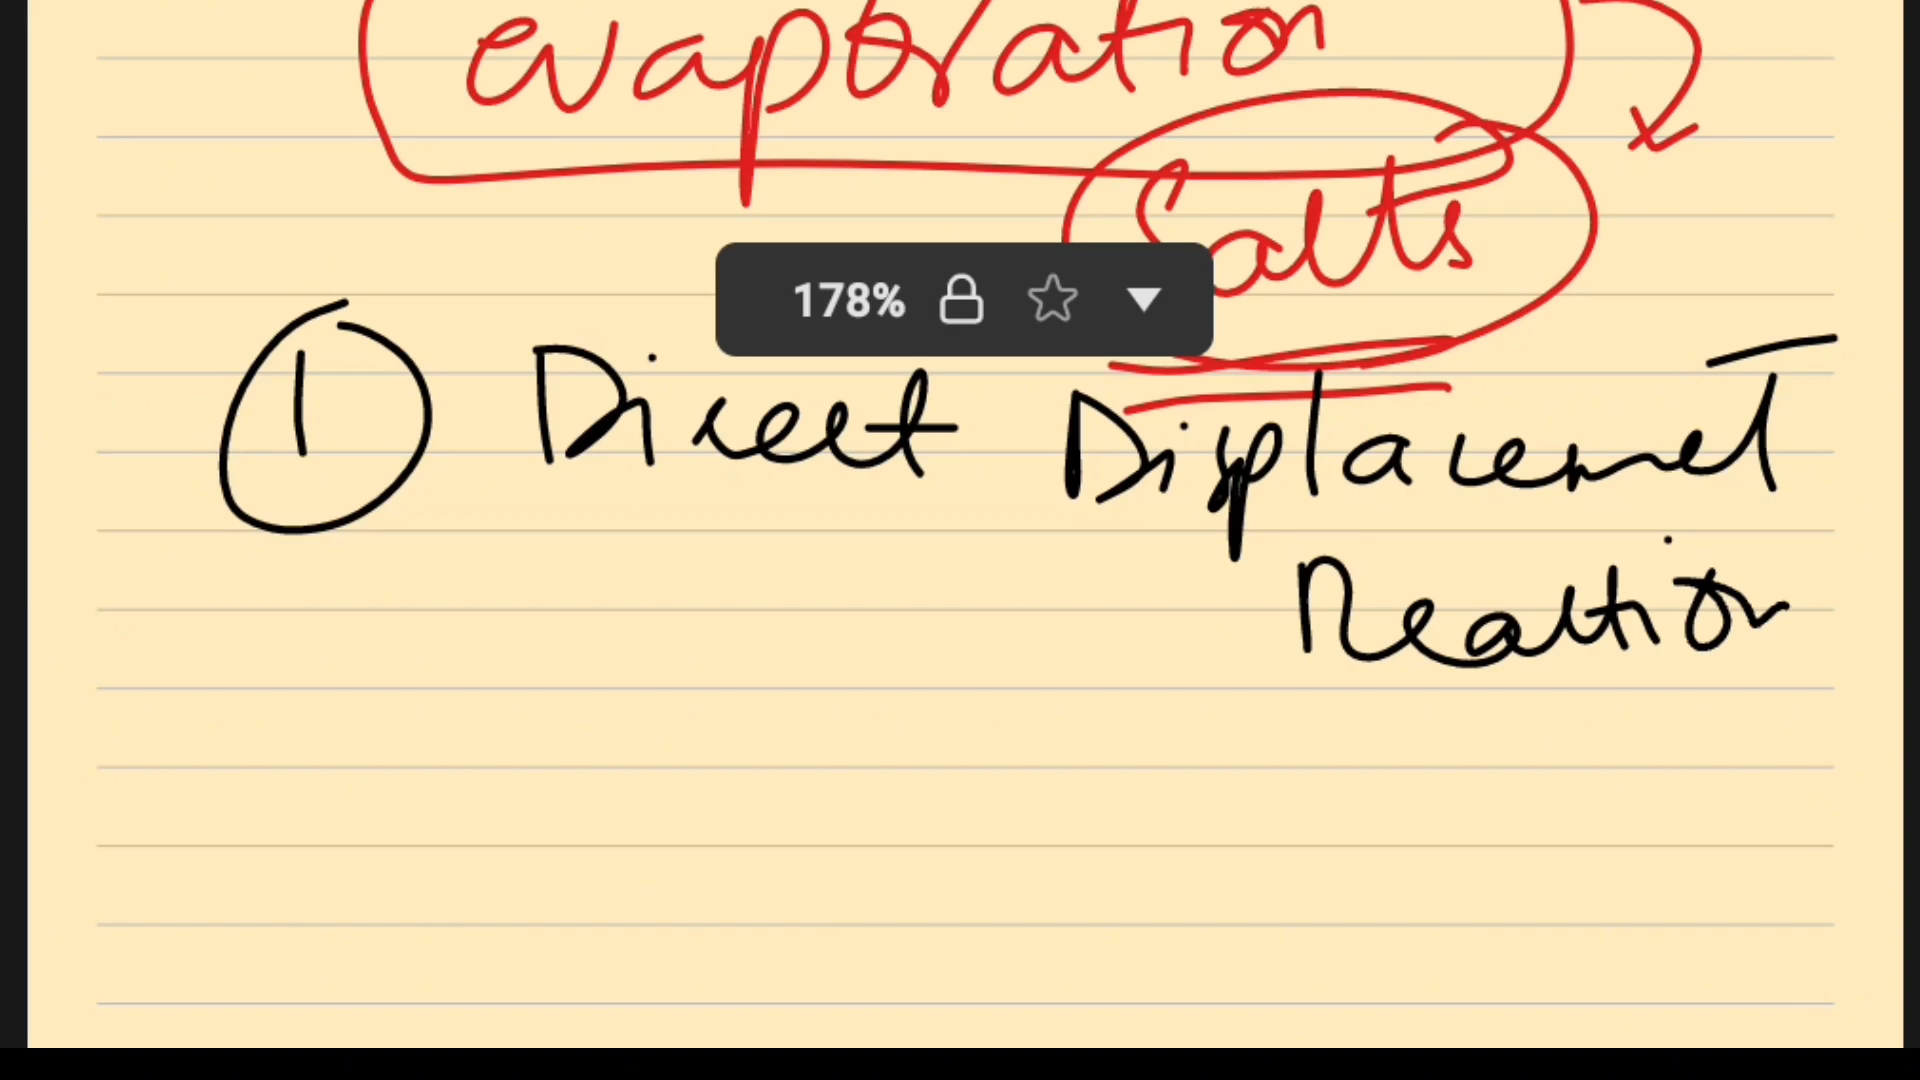 evaporation
Salts
178%
① Direct Displacement
Reaction